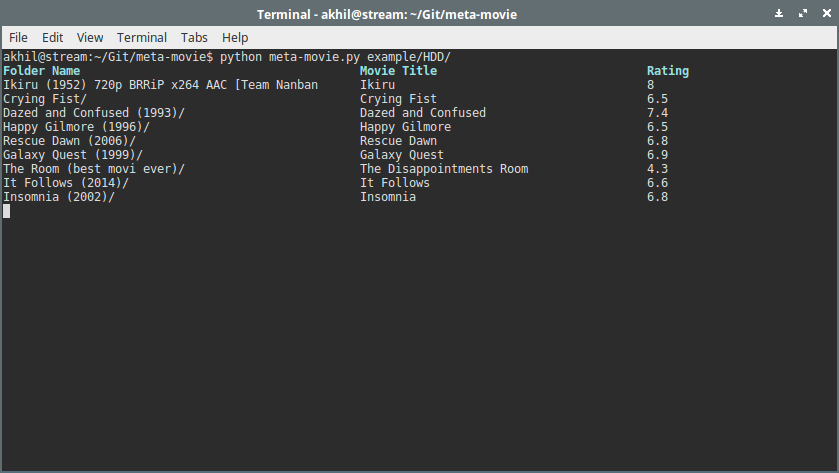 Terminal - akhil@stream: ~/Git/meta-movie
File Edit View Terminal Tabs Help
akhil@stream:~/Git/meta-movie$ python meta-movie.py example/HDD/
Folder Name Movie Title Rating
Ikiru (1952) 720p BRRiP x264 AAC [Team Nanban Ikiru 8
Crying Fist/ Crying Fist 6.5
Dazed and Confused (1993)/ Dazed and Confused 7.4
Happy Gilmore (1996)/ Happy Gilmore 6.5
Rescue Dawn (2006)/ Rescue Dawn 6.8
Galaxy Quest (1999)/ Galaxy Quest 6.9
The Room (best movi ever)/ The Disappointments Room 4.3
It Follows (2014)/ It Follows 6.6
Insomnia (2002)/ Insomnia 6.8